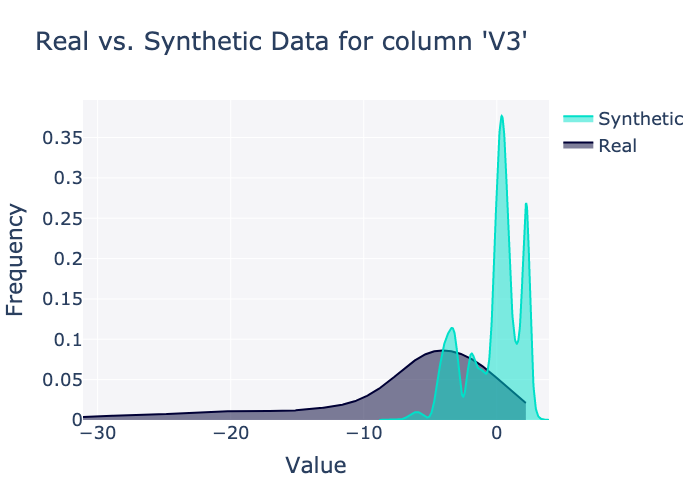 Real vs. Synthetic Data for column 'V3'
Synthetic
Real
Frequency
0.35
0.3
0.25
0.2
0.15
0.1
0.05
0
−30
−20
−10
0
Value